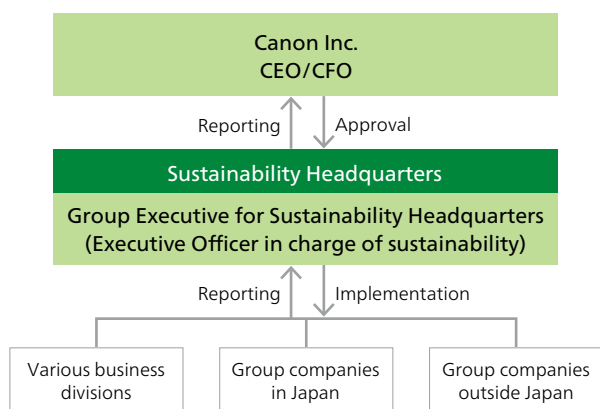 Canon Inc.
CEO/CFO
Reporting
Approval
Sustainability Headquarters
Group Executive for Sustainability Headquarters
(Executive Officer in charge of sustainability)
Reporting
Implementation
Various business
divisions
Group companies
in Japan
Group companies
outside Japan